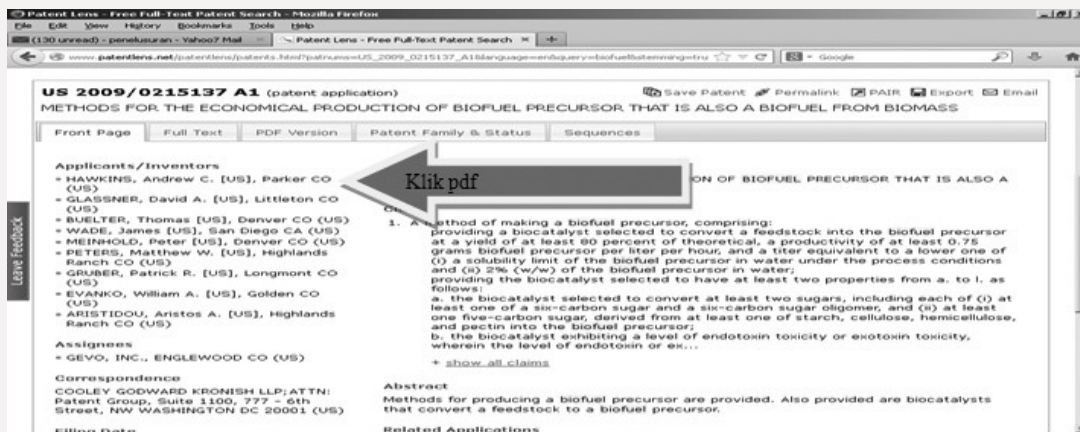 Patent Lens - Free Full-Text Patent Search - Mozilla Firefox
File Edit View History Bookmarks Tools Help
(130 unread) - penelusuran - Yahoo7 Mail
Patent Lens - Free Full-Text Patent Search
www.patentlens.net/patentlens/patents.html?patnums=US_2009_0215137_A1&language=en&query=biofuel&stemming=tru
Google
US 2009/0215137 A1 (patent application)
Save Patent Permalink PAIR Export Email
METHODS FOR THE ECONOMICAL PRODUCTION OF BIOFUEL PRECURSOR THAT IS ALSO A BIOFUEL FROM BIOMASS
Front Page Full Text PDF Version Patent Family & Status Sequences
Leave Feedback
Applicants/Inventors
HAWKINS, Andrew C. [US], Parker CO
(US)
GLASSNER, David A. [US], Littleton CO
(US)
BUELTER, Thomas [US], Denver CO (US)
WADE, James [US], San Diego CA (US)
MEINHOLD, Peter [US], Denver CO (US)
PETERS, Matthew W. [US], Highlands
Ranch CO (US)
GRUBER, Patrick R. [US], Longmont CO
(US)
EVANKO, William A. [US], Golden CO
(US)
ARISTIDOU, Aristos A. [US], Highlands
Ranch CO (US)
Assignees
GEVO, INC., ENGLEWOOD CO (US)
Correspondence
COOLEY GODWARD KRONISH LLP; ATTN:
Patent Group, Suite 1100, 777 - 6th
Street, NW WASHINGTON DC 20001 (US)
Filing Date
Klik pdf
ON OF BIOFUEL PRECURSOR THAT IS ALSO A
1. A method of making a biofuel precursor, comprising:
providing a biocatalyst selected to convert a feedstock into the biofuel precursor
at a yield of at least 80 percent of theoretical, a productivity of at least 0.75
grams biofuel precursor per liter per hour, and a titer equivalent to a lower one of
(i) a solubility limit of the biofuel precursor in water under the process conditions
and (ii) 2% (w/w) of the biofuel precursor in water;
providing the biocatalyst selected to have at least two properties from a. to l. as
follows:
a. the biocatalyst selected to convert at least two sugars, including each of (i) at
least one of a six-carbon sugar and a six-carbon sugar oligomer, and (ii) at least
one five-carbon sugar, derived from at least one of starch, cellulose, hemicellulose,
and pectin into the biofuel precursor;
b. the biocatalyst exhibiting a level of endotoxin toxicity or exotoxin toxicity,
wherein the level of endotoxin or ex...
+ show all claims
Abstract
Methods for producing a biofuel precursor are provided. Also provided are biocatalysts
that convert a feedstock to a biofuel precursor.
Related Applications